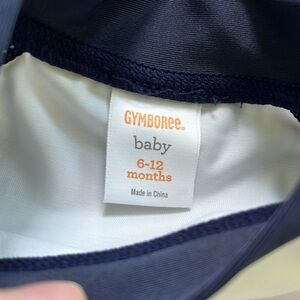 GYMBOREE.
baby
6-12
months
Made in China